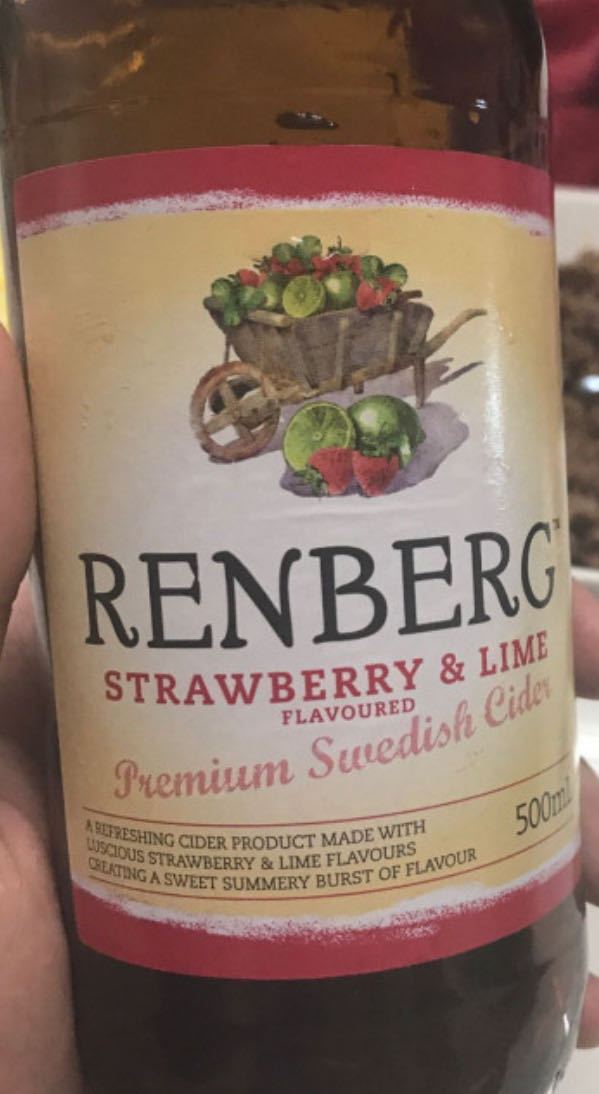 RENBERG™
STRAWBERRY & LIME
FLAVOURED
Premium Swedish Cider
500mL
A REFRESHING CIDER PRODUCT MADE WITH
LUSCIOUS STRAWBERRY & LIME FLAVOURS
CREATING A SWEET SUMMERY BURST OF FLAVOUR